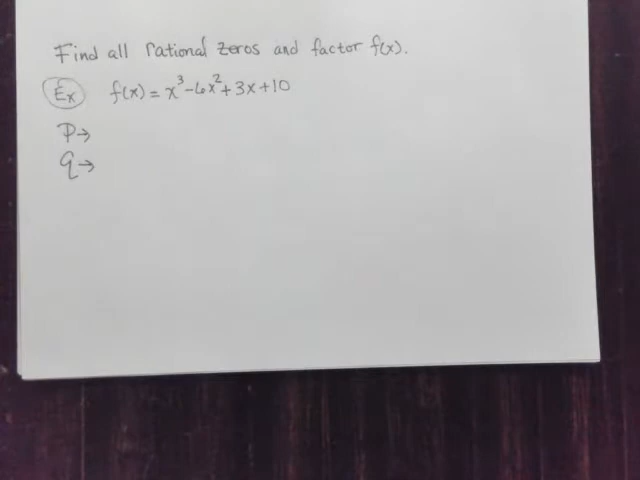 Find all rational zeros and factor f(x).
Ex f(x) = x³-6x²+3x+10
P→
q→